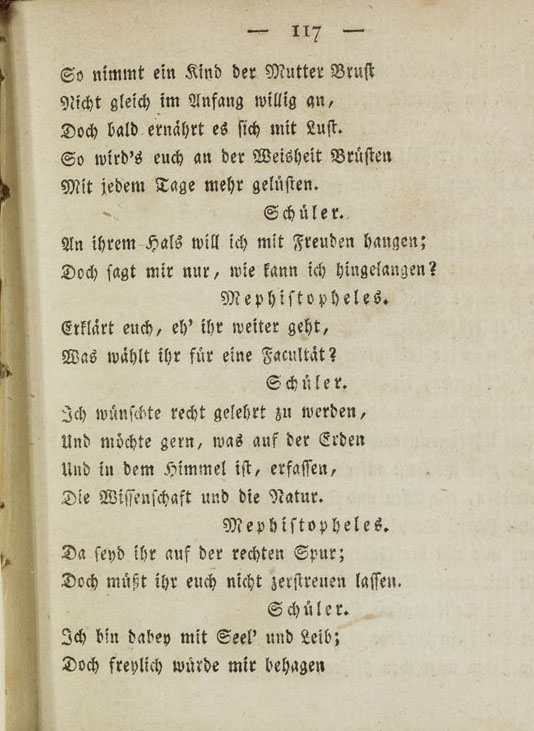 — 117 —
So nimmt ein Kind der Mutter Brust
Nicht gleich im Anfang willig an,
Doch bald ernährt es sich mit Lust.
So wird's euch an der Weisheit Brüsten
Mit jedem Tage mehr gelüsten.
Schüler.
An ihrem Hals will ich mit Freuden hangen;
Doch sagt mir nur, wie kann ich hingelangen?
Mephistopheles.
Erklärt euch, eh' ihr weiter geht,
Was wählt ihr für eine Facultät?
Schüler.
Ich wünschte recht gelehrt zu werden,
Und möchte gern, was auf der Erden
Und in dem Himmel ist, erfassen,
Die Wissenschaft und die Natur.
Mephistopheles.
Da seyd ihr auf der rechten Spur;
Doch müßt ihr euch nicht zerstreuen lassen.
Schüler.
Ich bin dabey mit Seel' und Leib;
Doch freylich würde mir behagen